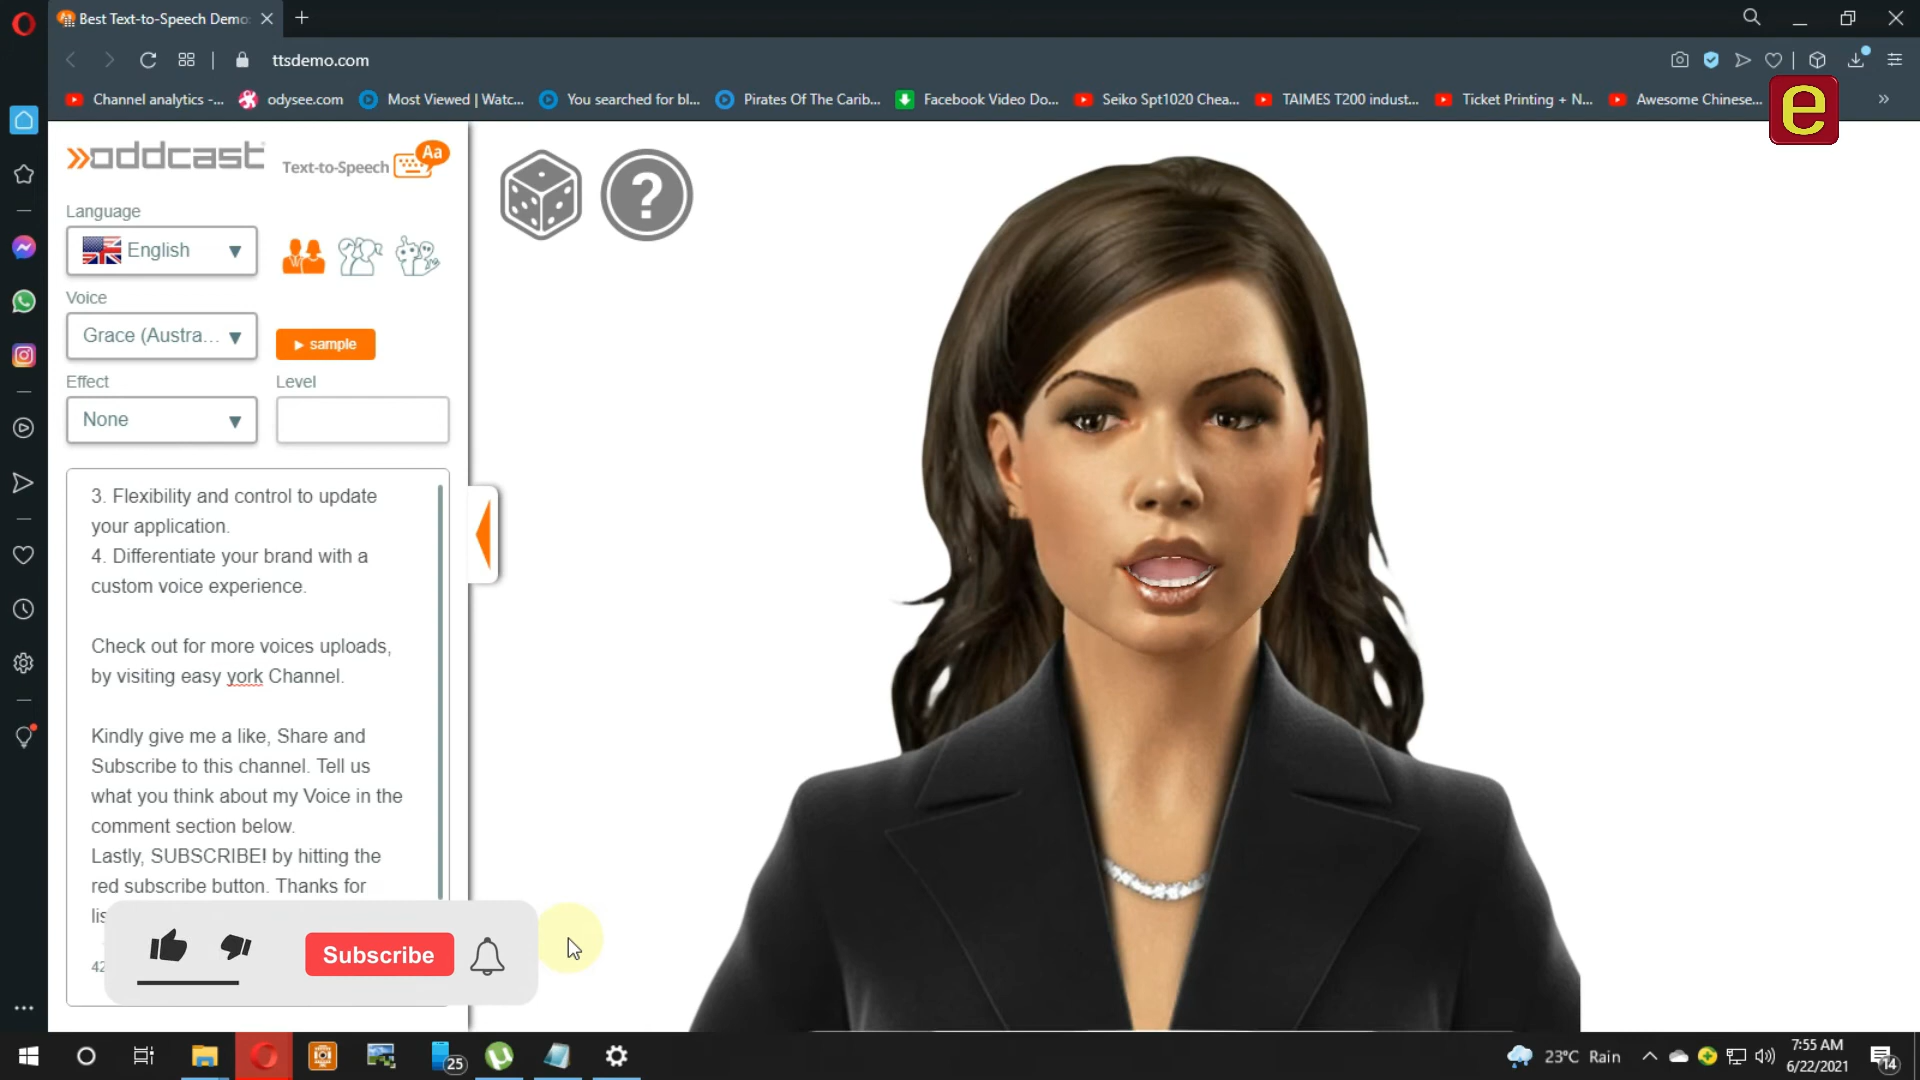 Best Text-to-Speech Demo
ttsdemo.com
Channel analytics -...
odysee.com
Most Viewed | Watc...
You searched for bl...
Pirates Of The Carib...
Facebook Video Do...
Seiko Spt1020 Chea...
TAIMES T200 indust...
Ticket Printing + N...
Awesome Chinese...
e
oddcast
Text-to-Speech
Aa
Language
English
Voice
Grace (Austra...
sample
Effect
Level
None
3. Flexibility and control to update
your application.
4. Differentiate your brand with a
custom voice experience.
Check out for more voices uploads,
by visiting easy york Channel.
Kindly give me a like, Share and
Subscribe to this channel. Tell us
what you think about my Voice in the
comment section below.
Lastly, SUBSCRIBE! by hitting the
red subscribe button. Thanks for
Subscribe
?
25
23°C Rain
7:55 AM
6/22/2021
14